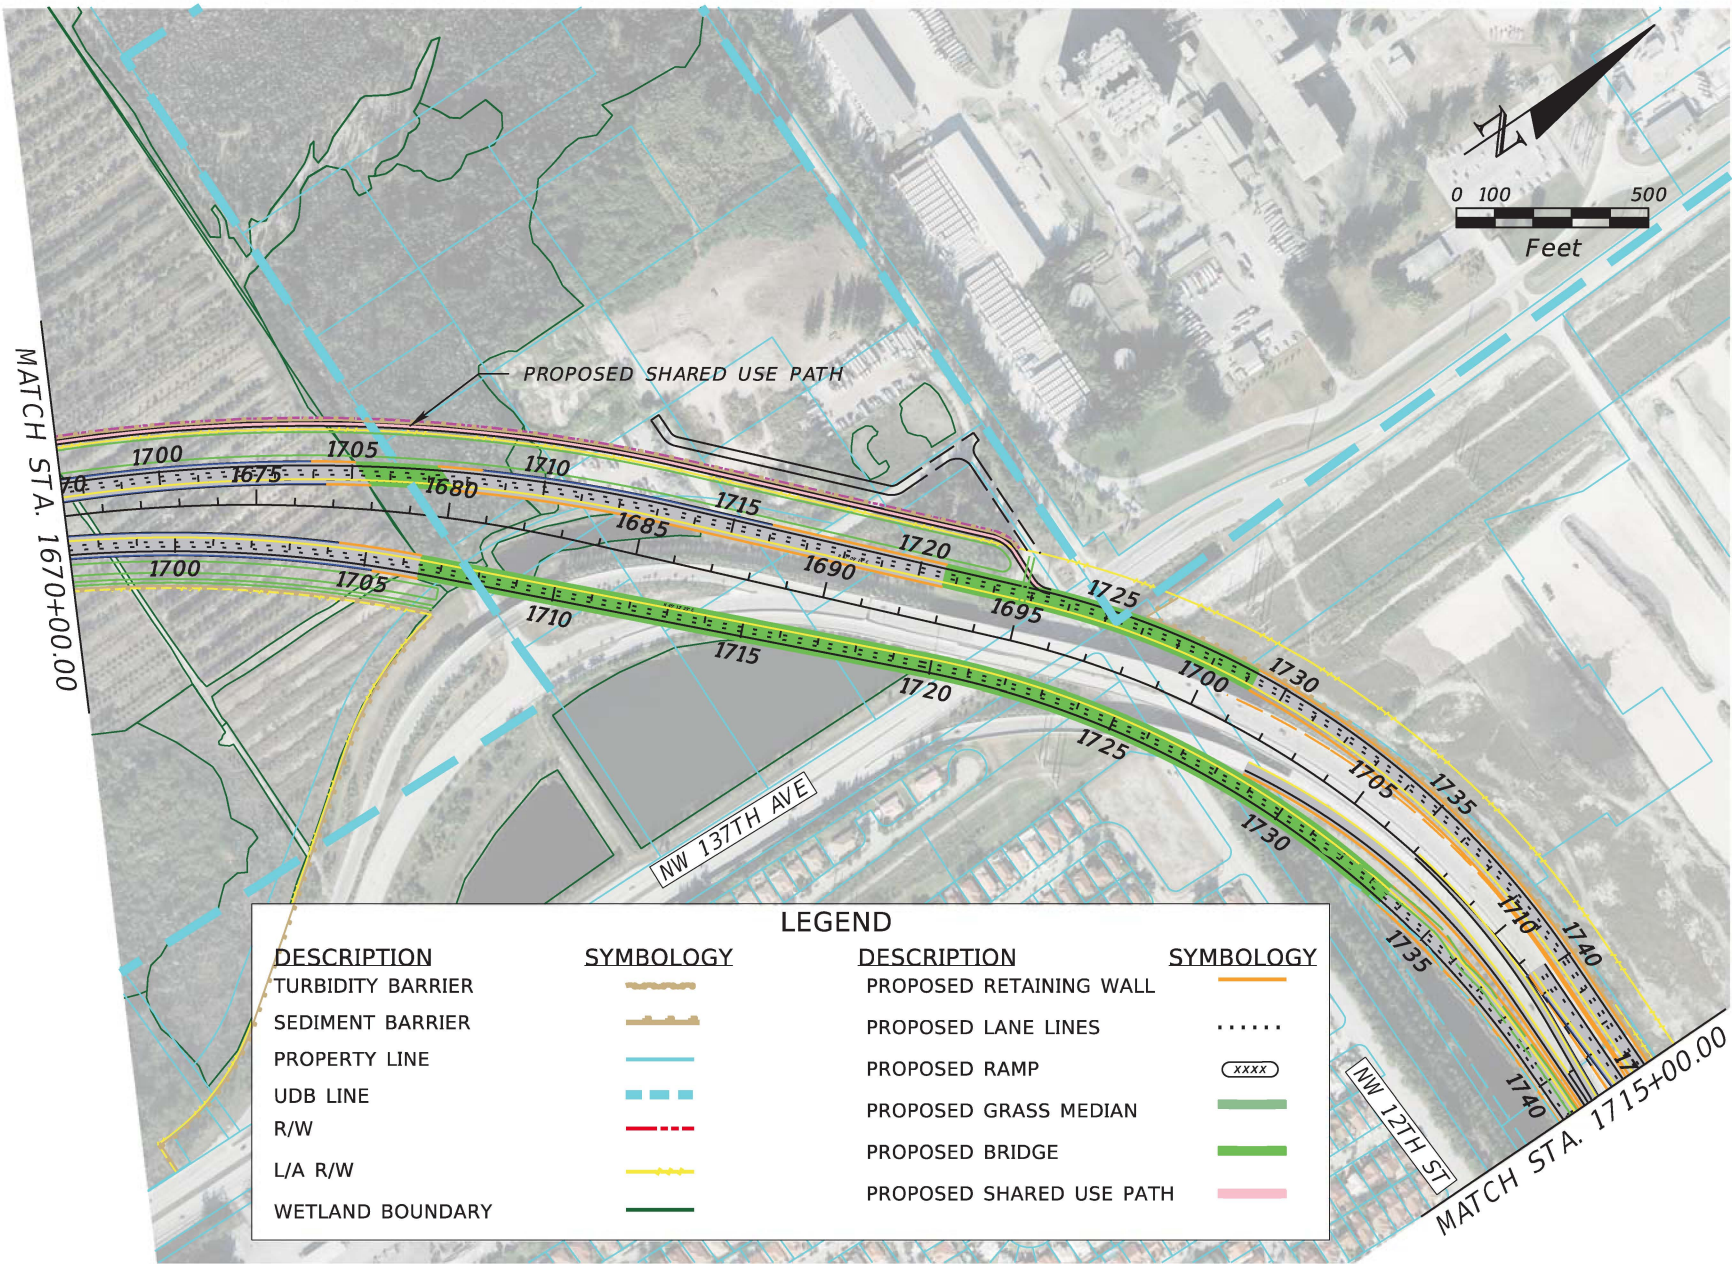 N
0 100 500
Feet
PROPOSED SHARED USE PATH
MATCH STA. 1670+00.00
1700
1705
1710
1715
1720
1725
1730
1735
1740
17
70
1675
1680
1685
1690
1695
1700
1705
1710
1700
1705
1710
1715
1720
1725
1730
1735
1740
NW 137TH AVE
NW 12TH ST
MATCH STA. 1715+00.00
LEGEND
DESCRIPTION SYMBOLOGY DESCRIPTION SYMBOLOGY
TURBIDITY BARRIER
SEDIMENT BARRIER
PROPERTY LINE
UDB LINE
R/W
L/A R/W
WETLAND BOUNDARY
PROPOSED RETAINING WALL
PROPOSED LANE LINES
PROPOSED RAMP XXXX
PROPOSED GRASS MEDIAN
PROPOSED BRIDGE
PROPOSED SHARED USE PATH